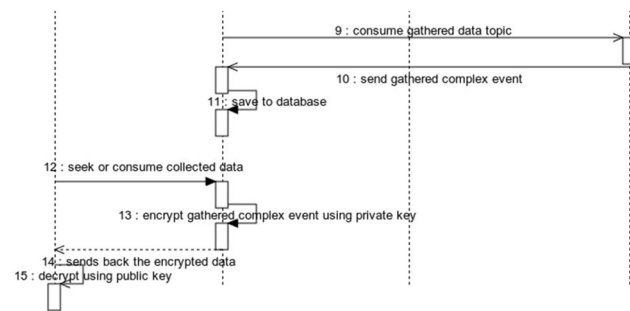 9 : consume gathered data topic
10 : send gathered complex event
11 : save to database
12 : seek or consume collected data
13 : encrypt gathered complex event using private key
14 : sends back the encrypted data
15 : decrypt using public key